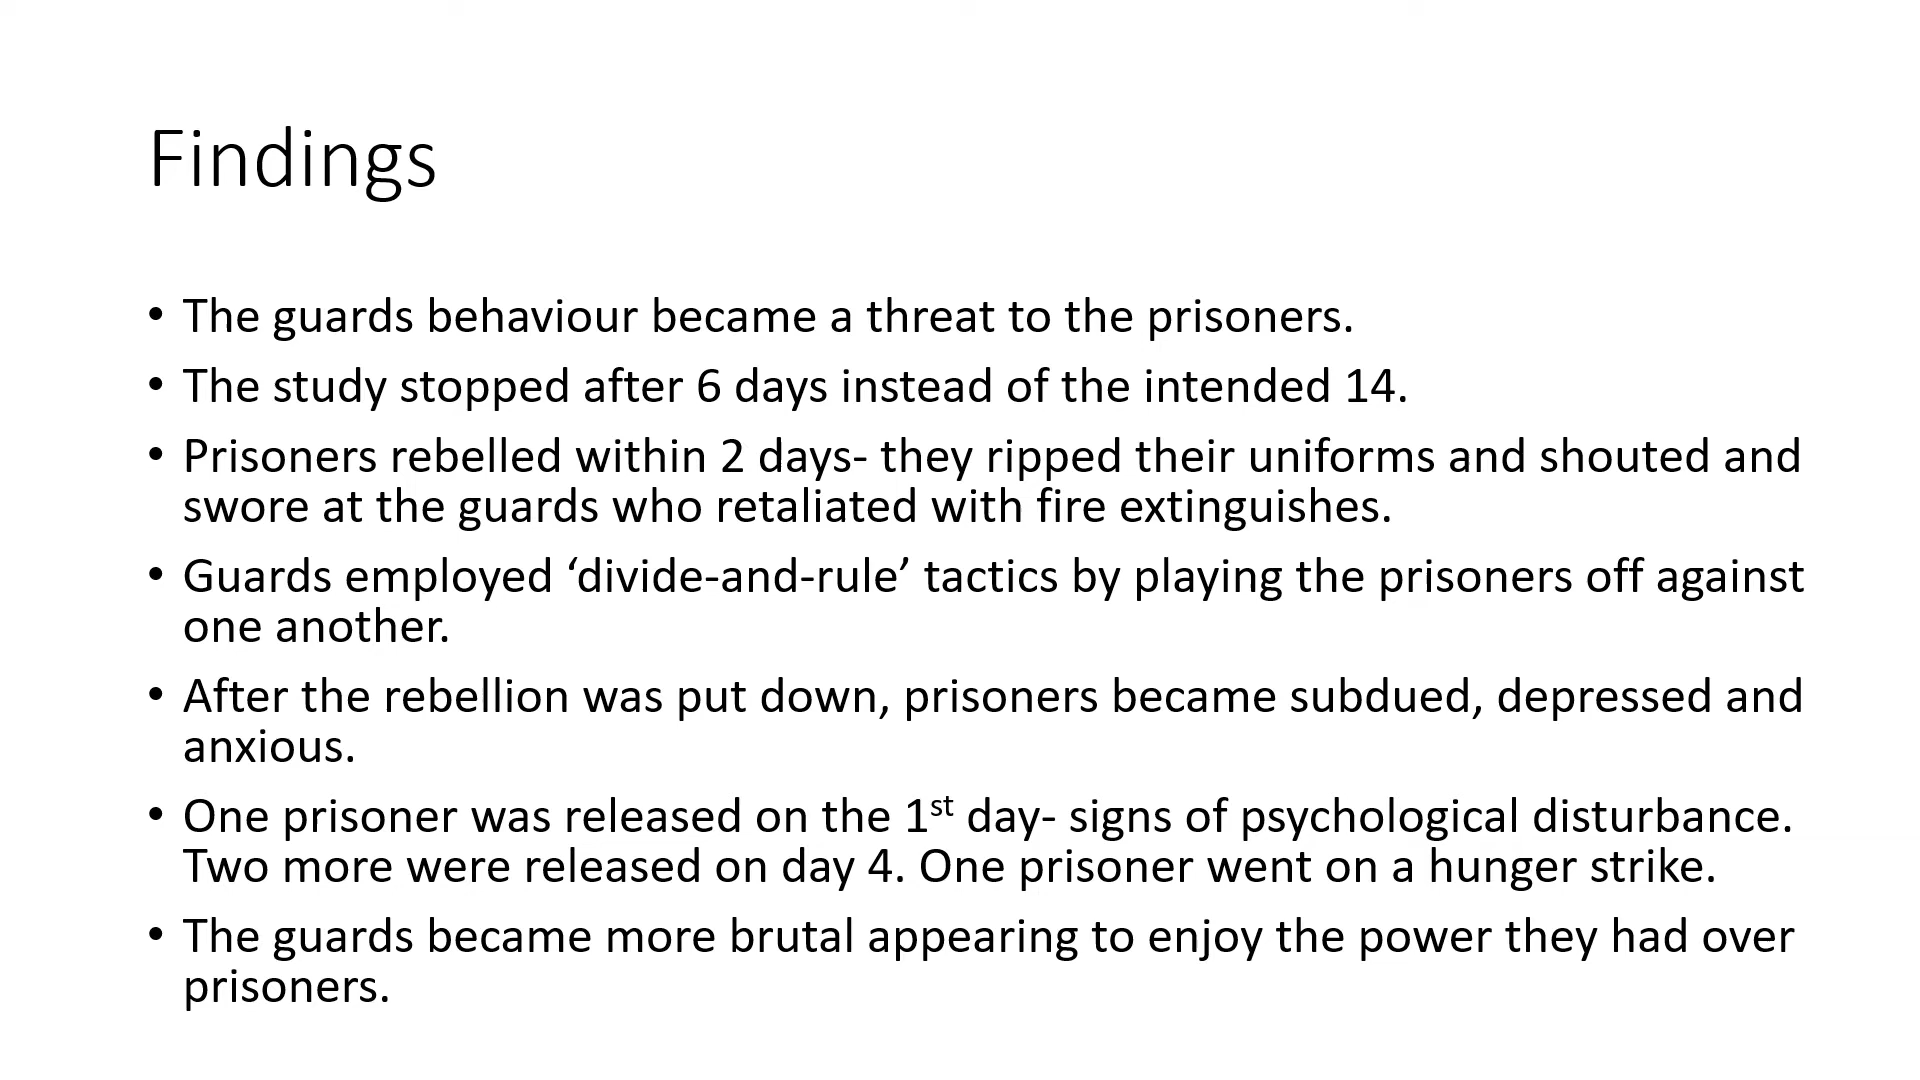 Findings
• The guards behaviour became a threat to the prisoners.
• The study stopped after 6 days instead of the intended 14.
• Prisoners rebelled within 2 days- they ripped their uniforms and shouted and
swore at the guards who retaliated with fire extinguishes.
• Guards employed ‘divide-and-rule’ tactics by playing the prisoners off against
one another.
• After the rebellion was put down, prisoners became subdued, depressed and
anxious.
• One prisoner was released on the 1st day- signs of psychological disturbance.
Two more were released on day 4. One prisoner went on a hunger strike.
• The guards became more brutal appearing to enjoy the power they had over
prisoners.